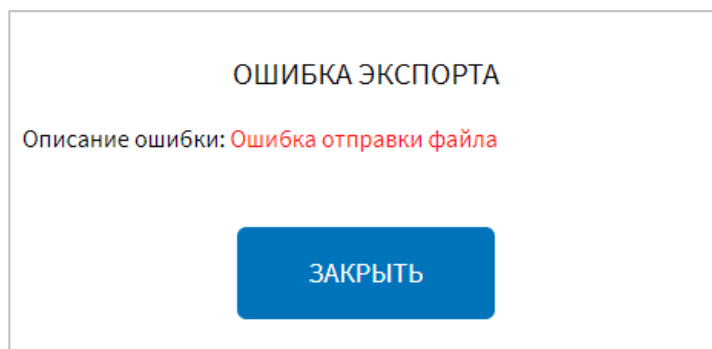 ОШИБКА ЭКСПОРТА
Описание ошибки: Ошибка отправки файла
ЗАКРЫТЬ